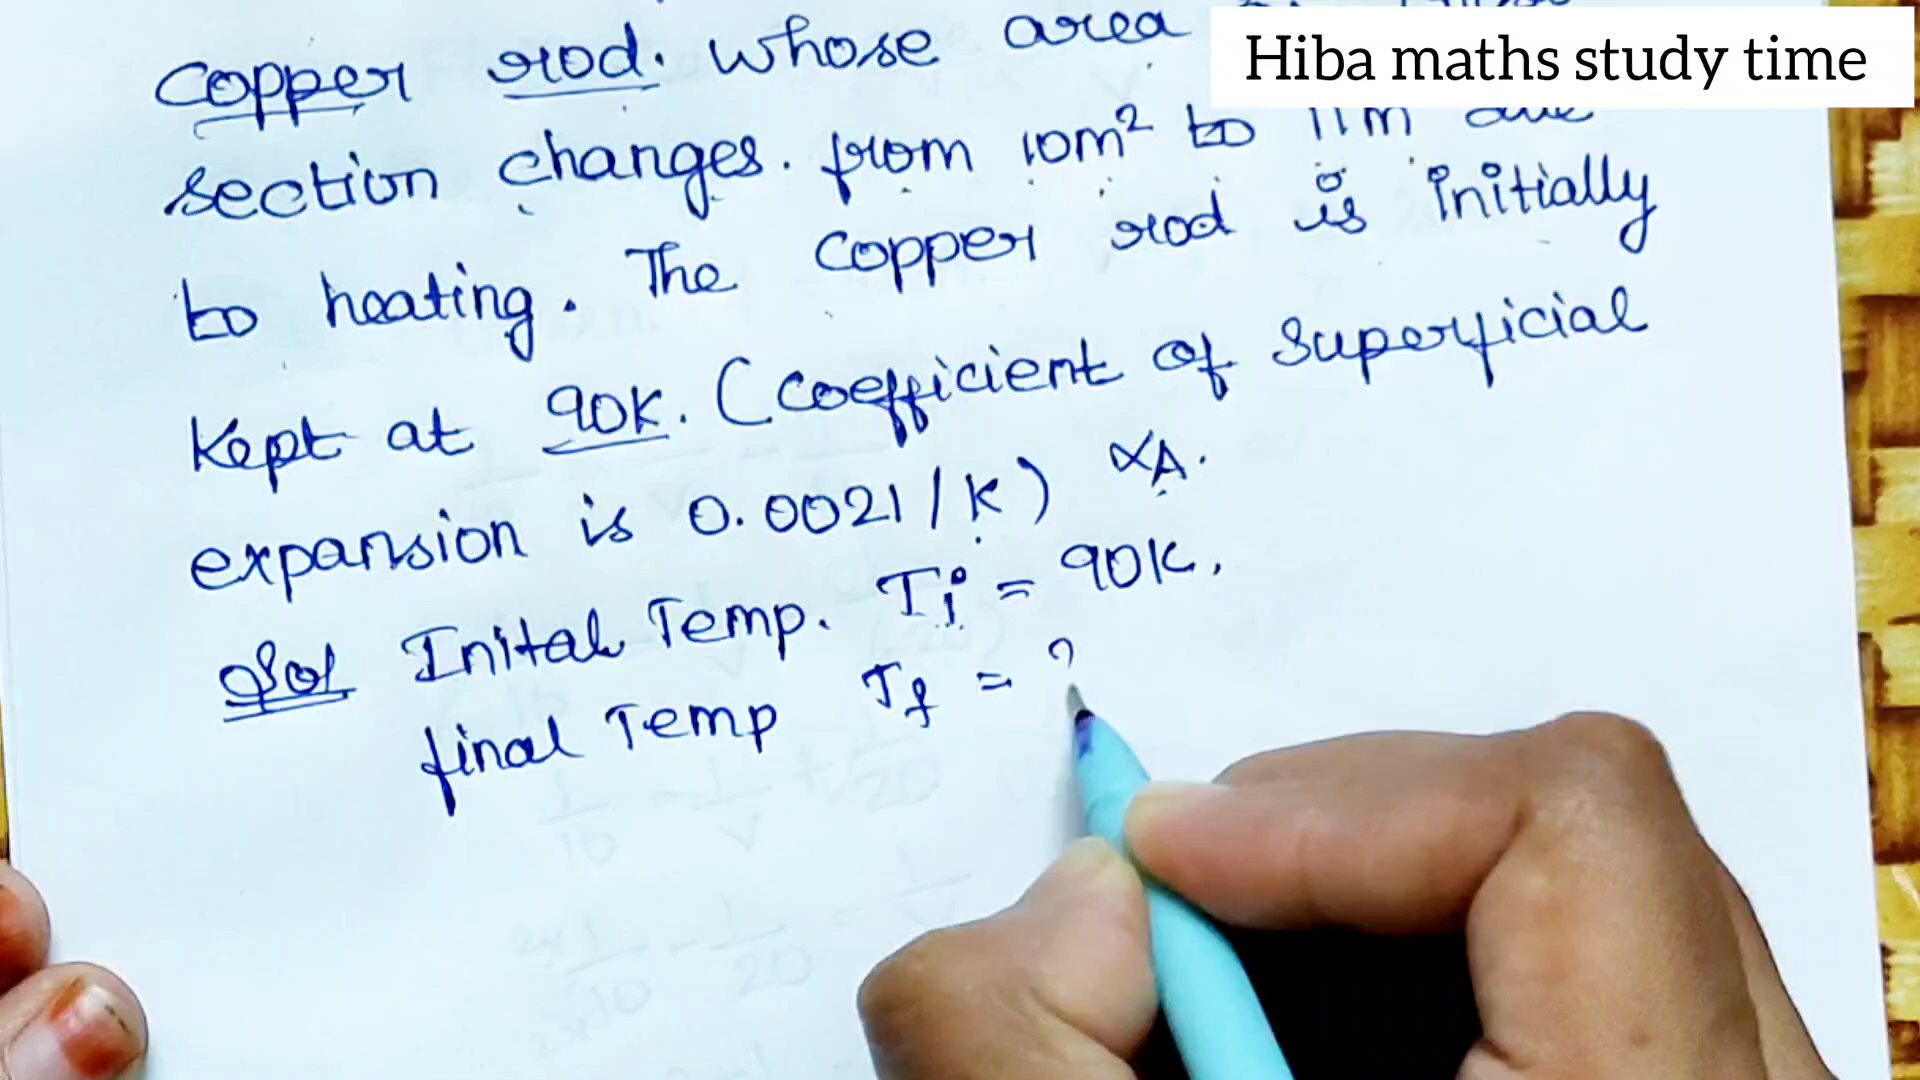 Hiba maths study time
Copper rod. whose area
section changes. from 10m² to 11m due
to heating. The copper rod is initially
Kept at 90K. (Coefficient of superficial
expansion is 0.0021/K) αA.
Sol Inital Temp. Ti = 90K.
final Temp Tf = ?